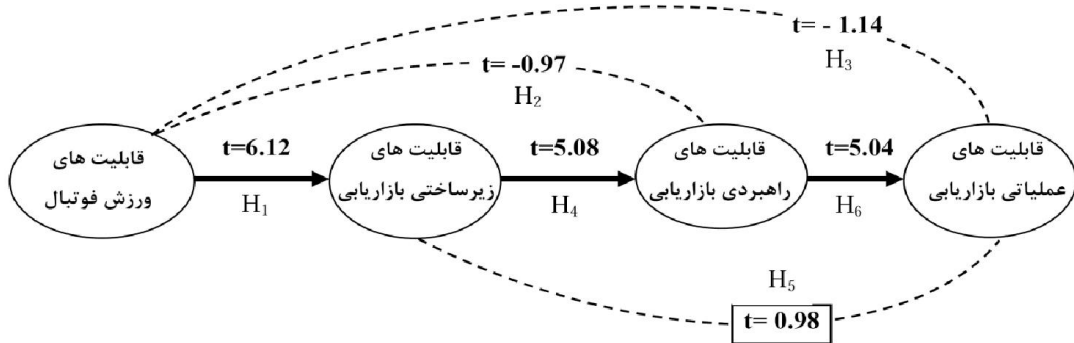 t= - 1.14
H₃
t= -0.97
H₂
قابلیت های
ورزش فوتبال
t=6.12
H₁
قابلیت های
زیرساختی بازاریابی
t=5.08
H₄
قابلیت های
راهبردی بازاریابی
t=5.04
H₆
قابلیت های
عملیاتی بازاریابی
H₅
t= 0.98